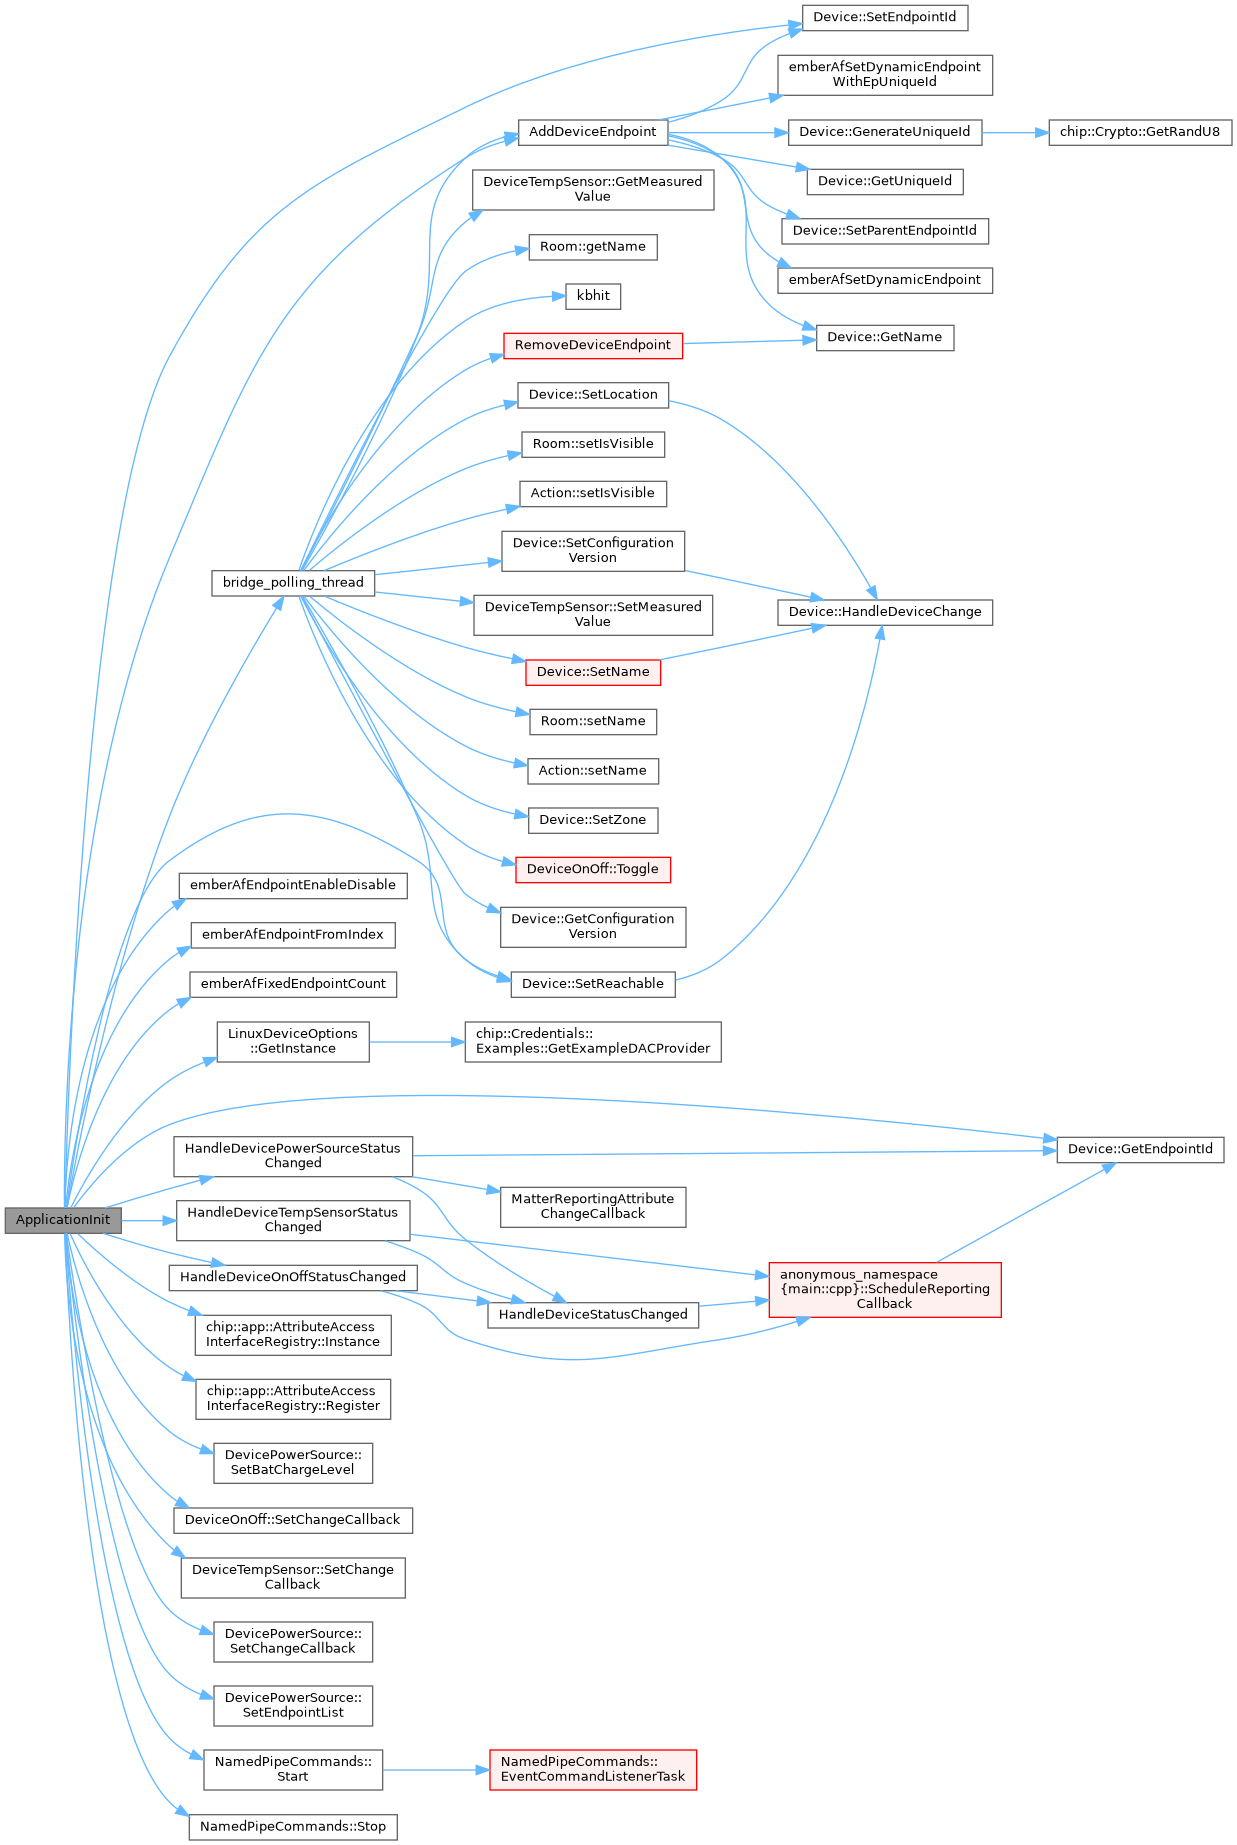 Device::SetEndpointId
emberAfSetDynamicEndpoint
WithEpUniqueId
AddDeviceEndpoint
Device::GenerateUniqueId
chip::Crypto::GetRandU8
DeviceTempSensor::GetMeasured
Value
Device::GetUniqueId
Device::SetParentEndpointId
Room::getName
emberAfSetDynamicEndpoint
kbhit
Device::GetName
RemoveDeviceEndpoint
Device::SetLocation
Room::setIsVisible
Action::setIsVisible
Device::SetConfiguration
Version
bridge_polling_thread
DeviceTempSensor::SetMeasured
Value
Device::HandleDeviceChange
Device::SetName
Room::setName
Action::setName
Device::SetZone
DeviceOnOff::Toggle
emberAfEndpointEnableDisable
Device::GetConfiguration
Version
emberAfEndpointFromIndex
emberAfFixedEndpointCount
Device::SetReachable
LinuxDeviceOptions
::GetInstance
chip::Credentials::
Examples::GetExampleDACProvider
HandleDevicePowerSourceStatus
Changed
Device::GetEndpointId
MatterReportingAttribute
ChangeCallback
ApplicationInit
HandleDeviceTempSensorStatus
Changed
HandleDeviceOnOffStatusChanged
anonymous_namespace
{main::cpp}::ScheduleReporting
Callback
HandleDeviceStatusChanged
chip::app::AttributeAccess
InterfaceRegistry::Instance
chip::app::AttributeAccess
InterfaceRegistry::Register
DevicePowerSource::
SetBatChargeLevel
DeviceOnOff::SetChangeCallback
DeviceTempSensor::SetChange
Callback
DevicePowerSource::
SetChangeCallback
DevicePowerSource::
SetEndpointList
NamedPipeCommands::
Start
NamedPipeCommands::
EventCommandListenerTask
NamedPipeCommands::Stop